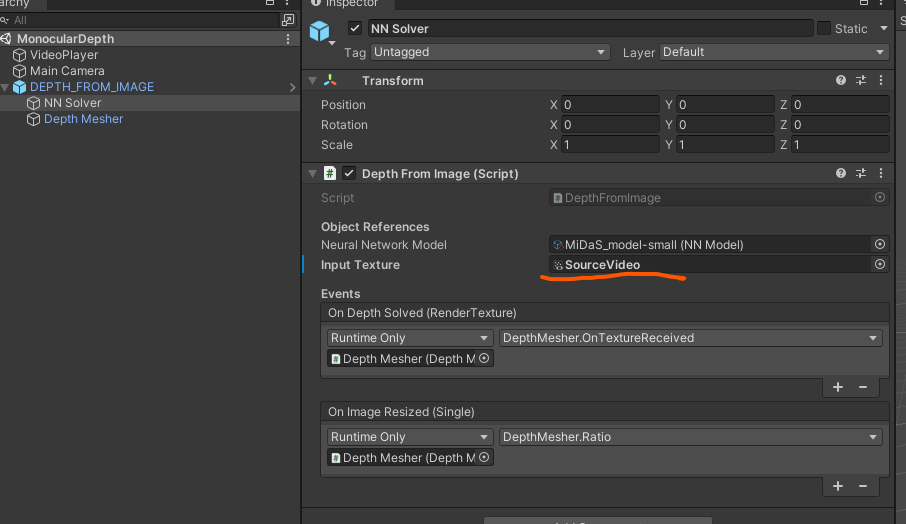 archy
Inspector
All
MonocularDepth
VideoPlayer
Main Camera
DEPTH_FROM_IMAGE
NN Solver
Depth Mesher
NN Solver
Static
Tag Untagged Layer Default
Transform
Position X 0 Y 0 Z 0
Rotation X 0 Y 0 Z 0
Scale X 1 Y 1 Z 1
# Depth From Image (Script)
Script # DepthFromImage
Object References
Neural Network Model MiDaS_model-small (NN Model)
Input Texture SourceVideo
Events
On Depth Solved (RenderTexture)
Runtime Only DepthMesher.OnTextureReceived
# Depth Mesher (Depth M
+ −
On Image Resized (Single)
Runtime Only DepthMesher.Ratio
# Depth Mesher (Depth M
+ −